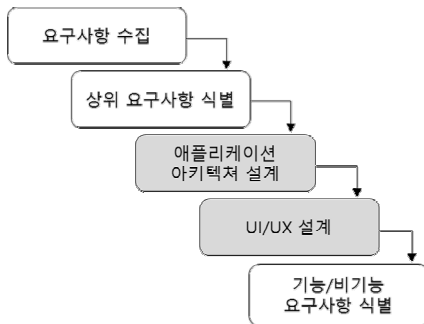 요구사항 수집
상위 요구사항 식별
애플리케이션
아키텍쳐 설계
UI/UX 설계
기능/비기능
요구사항 식별